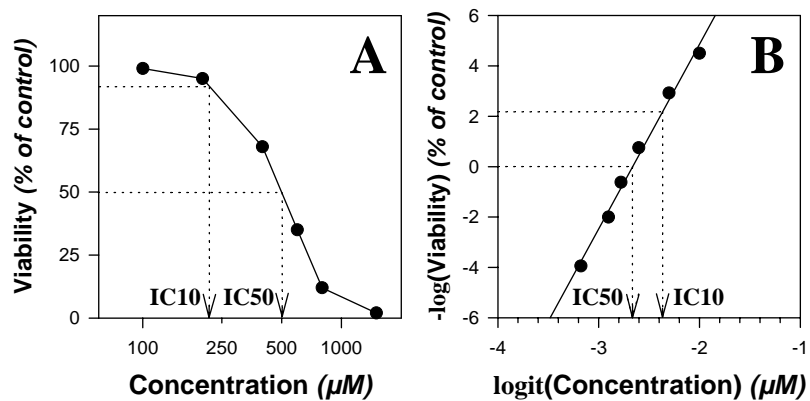 A
Viability (% of control)
100
75
50
25
0
IC10
IC50
100
250
500
1000
Concentration (µM)
B
-log(Viability) (% of control)
6
4
2
0
-2
-4
-6
IC50
IC10
-4
-3
-2
-1
logit(Concentration) (µM)